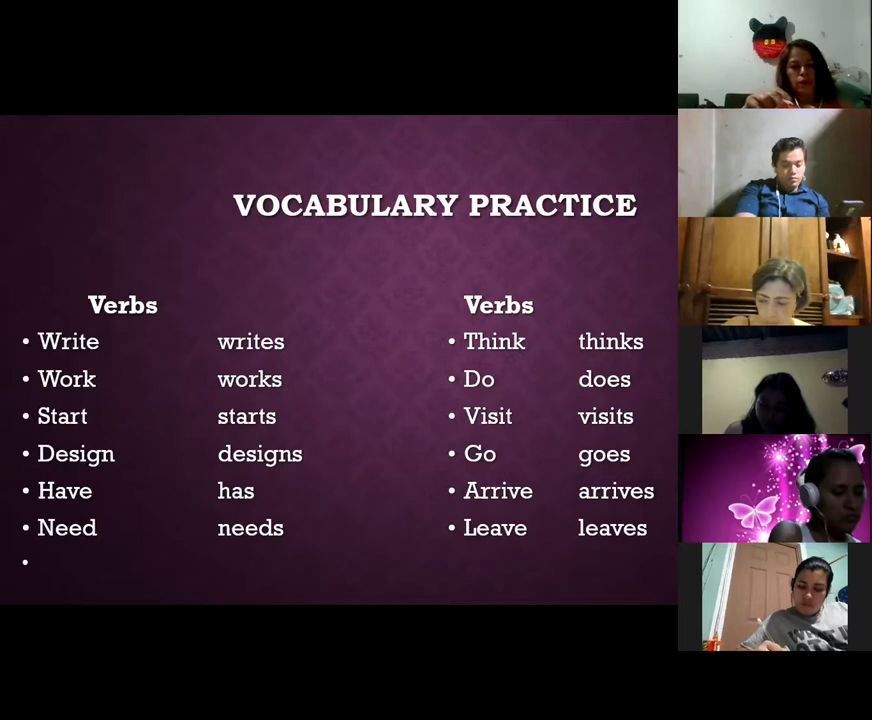 VOCABULARY PRACTICE
Verbs
• Write writes
• Work works
• Start starts
• Design designs
• Have has
• Need needs
•
Verbs
• Think thinks
• Do does
• Visit visits
• Go goes
• Arrive arrives
• Leave leaves